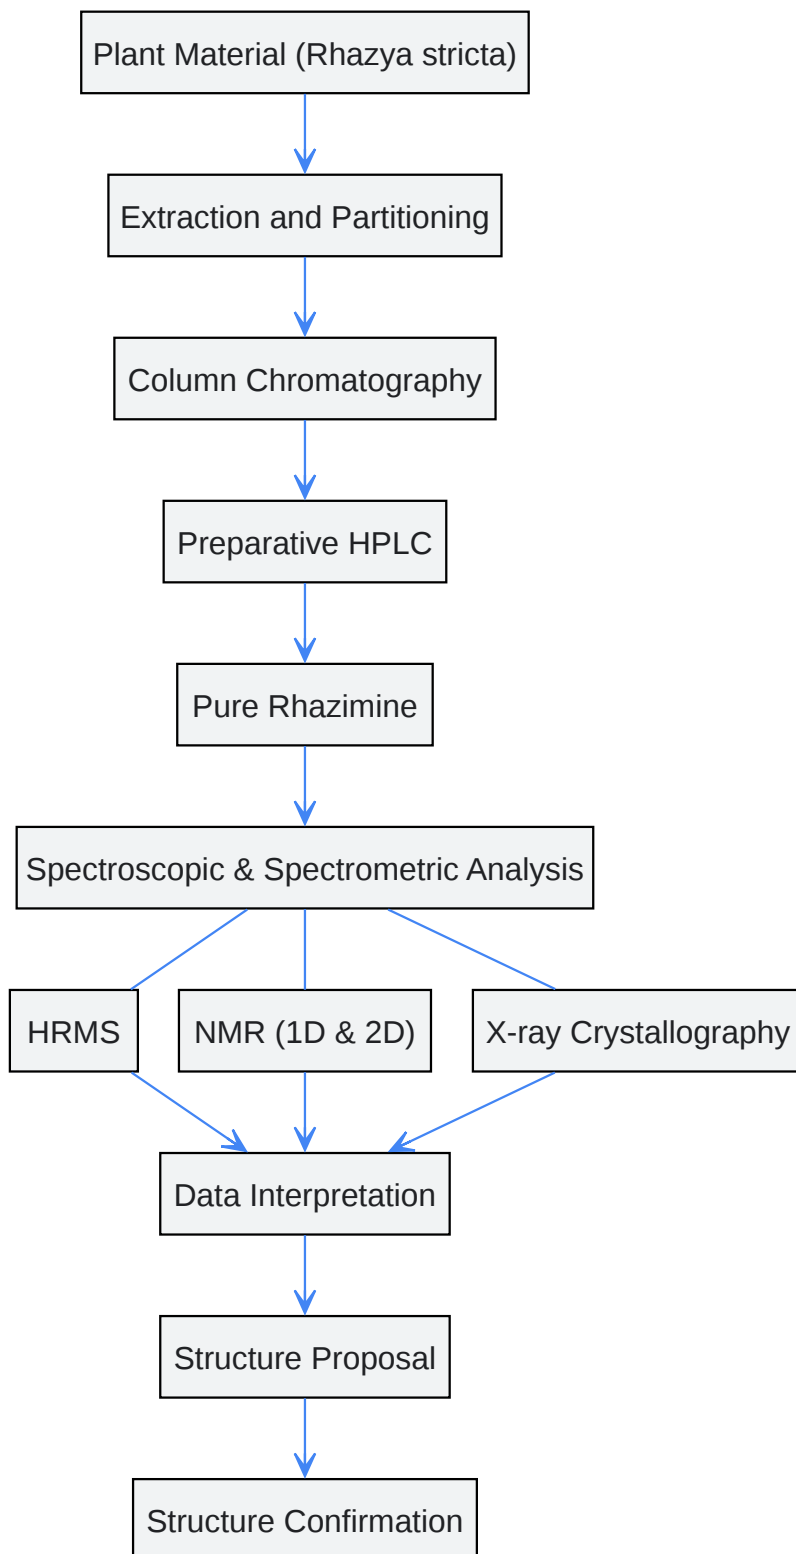 Plant Material (Rhazya stricta)
Extraction and Partitioning
Column Chromatography
Preparative HPLC
Pure Rhazimine
Spectroscopic & Spectrometric Analysis
HRMS
NMR (1D & 2D)
X-ray Crystallography
Data Interpretation
Structure Proposal
Structure Confirmation